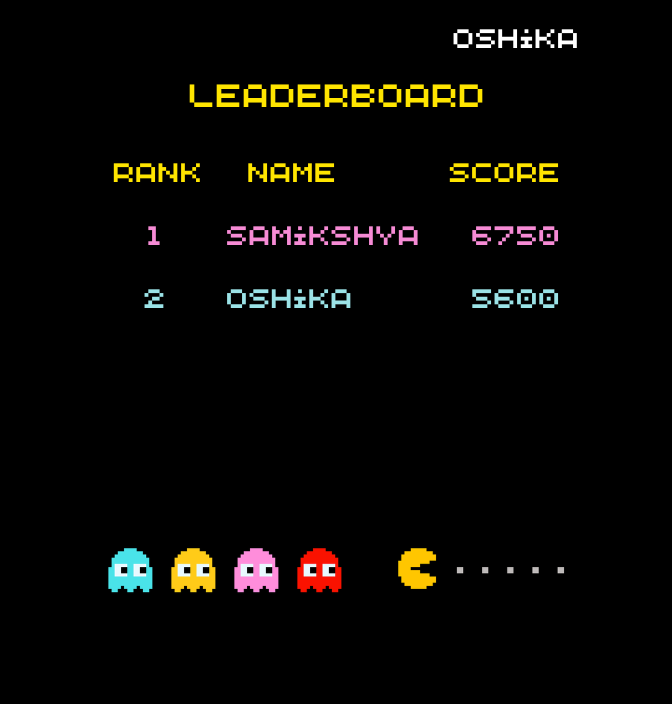 OSHiKA
LEADERBOARD
RANK NAME SCORE
1 SAMiKSHYA 6750
2 OSHiKA 5600